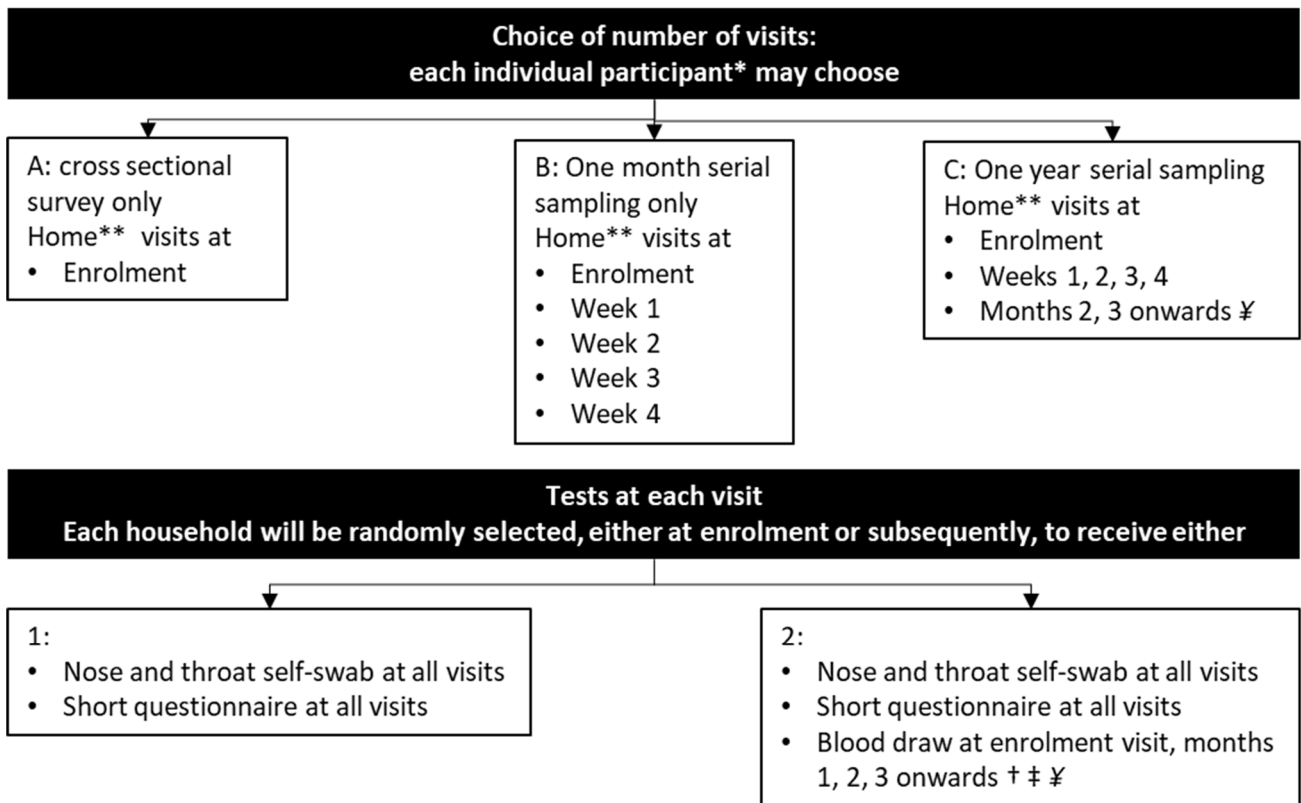 Choice of number of visits:
each individual participant* may choose
A: cross sectional
survey only
Home** visits at
• Enrolment
B: One month serial
sampling only
Home** visits at
• Enrolment
• Week 1
• Week 2
• Week 3
• Week 4
C: One year serial sampling
Home** visits at
• Enrolment
• Weeks 1, 2, 3, 4
• Months 2, 3 onwards ¥
Tests at each visit
Each household will be randomly selected, either at enrolment or subsequently, to receive either
1:
• Nose and throat self-swab at all visits
• Short questionnaire at all visits
2:
• Nose and throat self-swab at all visits
• Short questionnaire at all visits
• Blood draw at enrolment visit, months
1, 2, 3 onwards † ‡ ¥